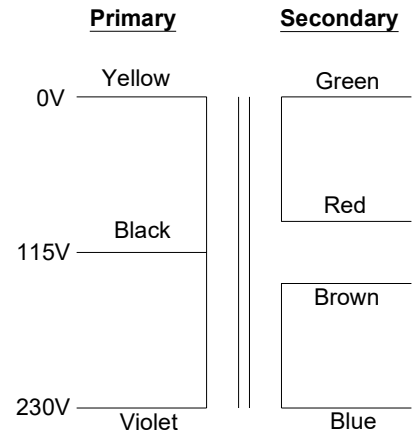 Primary Secondary
Yellow Green
0V
Red
Black
115V
Brown
230V
Violet Blue